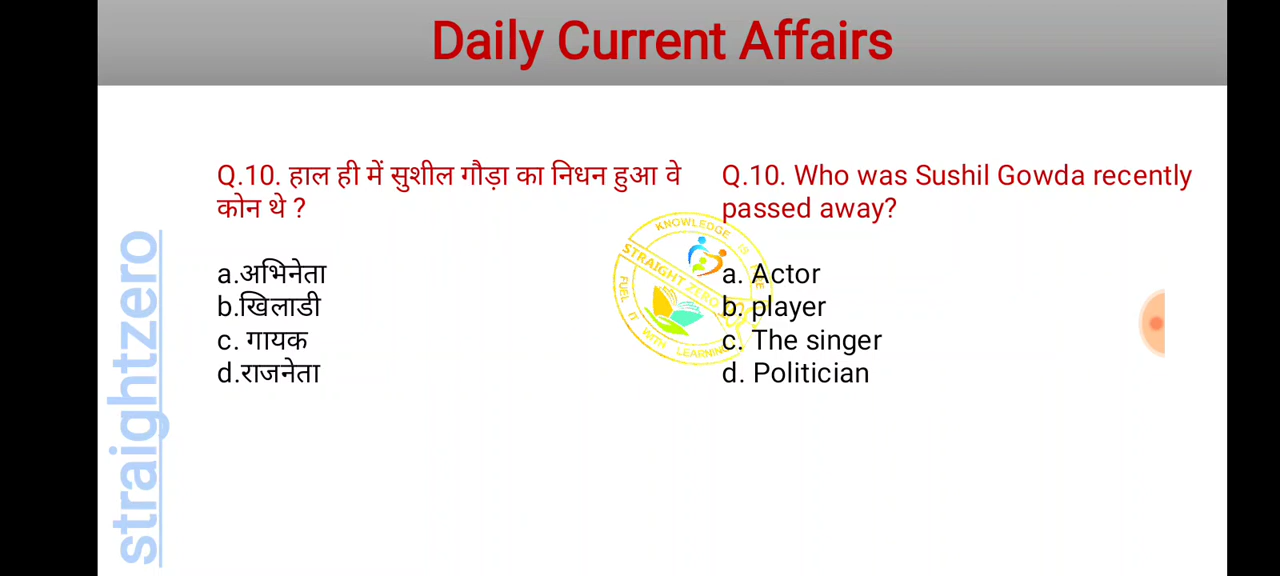 Daily Current Affairs
Q.10. हाल ही में सुशील गौड़ा का निधन हुआ वे
कोन थे ?
a.अभिनेता
b.खिलाडी
c. गायक
d.राजनेता
Q.10. Who was Sushil Gowda recently
passed away?
a. Actor
b. player
c. The singer
d. Politician
straightzero
KNOWLEDGE IS
STRAIGHT ZERO
FUEL IT WITH LEARNING